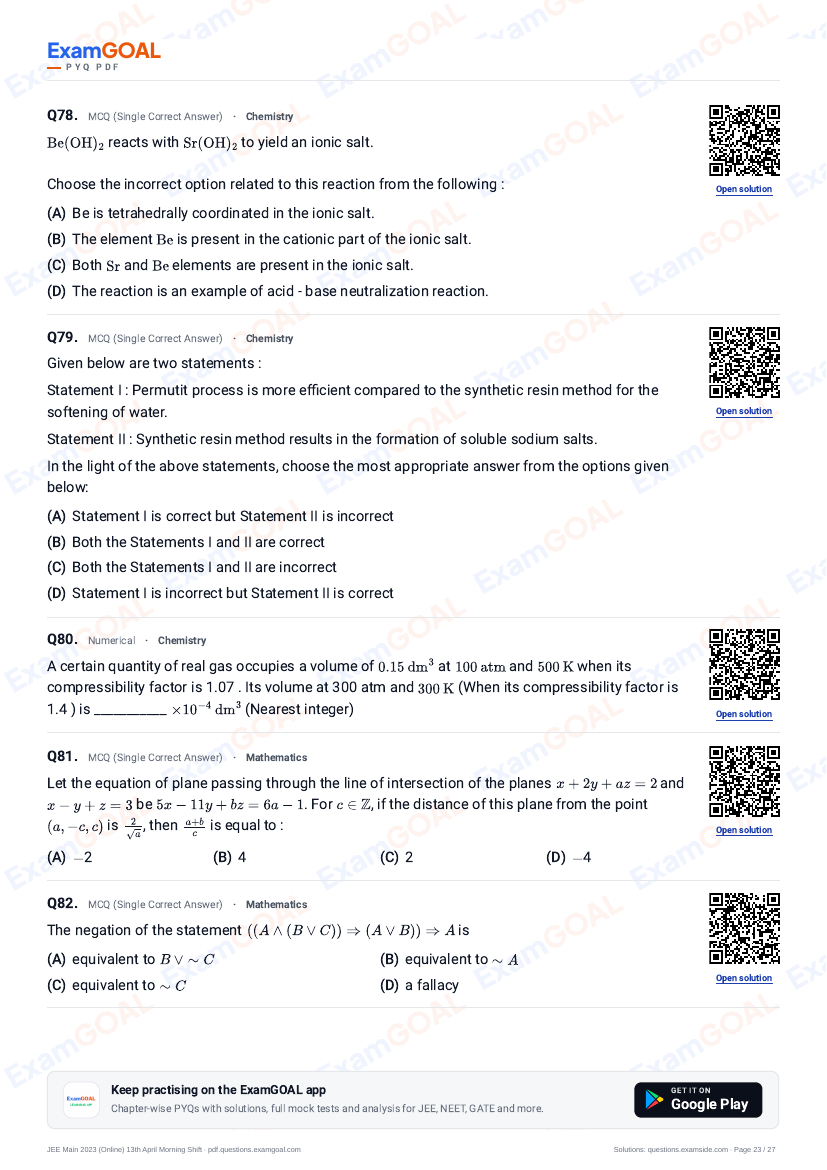 ExamGOAL
PYQ PDF
Q78. MCQ (Single Correct Answer) · Chemistry
Be(OH)₂ reacts with Sr(OH)₂ to yield an ionic salt.
Open solution
Choose the incorrect option related to this reaction from the following :
(A) Be is tetrahedrally coordinated in the ionic salt.
(B) The element Be is present in the cationic part of the ionic salt.
(C) Both Sr and Be elements are present in the ionic salt.
(D) The reaction is an example of acid - base neutralization reaction.
Q79. MCQ (Single Correct Answer) · Chemistry
Given below are two statements :
Statement I : Permutit process is more efficient compared to the synthetic resin method for the
softening of water.
Open solution
Statement II : Synthetic resin method results in the formation of soluble sodium salts.
In the light of the above statements, choose the most appropriate answer from the options given
below:
(A) Statement I is correct but Statement II is incorrect
(B) Both the Statements I and II are correct
(C) Both the Statements I and II are incorrect
(D) Statement I is incorrect but Statement II is correct
Q80. Numerical · Chemistry
A certain quantity of real gas occupies a volume of 0.15 dm³ at 100 atm and 500 K when its
compressibility factor is 1.07 . Its volume at 300 atm and 300 K (When its compressibility factor is
1.4 ) is ___________ ×10⁻⁴ dm³ (Nearest integer)
Open solution
Q81. MCQ (Single Correct Answer) · Mathematics
Let the equation of plane passing through the line of intersection of the planes x + 2y + az = 2 and
x − y + z = 3 be 5x − 11y + bz = 6a − 1. For c ∈ ℤ, if the distance of this plane from the point
(a, −c, c) is 2/√a, then (a+b)/c is equal to :
Open solution
(A) −2 (B) 4 (C) 2 (D) −4
Q82. MCQ (Single Correct Answer) · Mathematics
The negation of the statement ((A ∧ (B ∨ C)) ⇒ (A ∨ B)) ⇒ A is
(A) equivalent to B ∨ ∼ C (B) equivalent to ∼ A
Open solution
(C) equivalent to ∼ C (D) a fallacy
Keep practising on the ExamGOAL app
Chapter-wise PYQs with solutions, full mock tests and analysis for JEE, NEET, GATE and more.
GET IT ON
Google Play
JEE Main 2023 (Online) 13th April Morning Shift · pdf.questions.examgoal.com
Solutions: questions.examside.com · Page 23 / 27